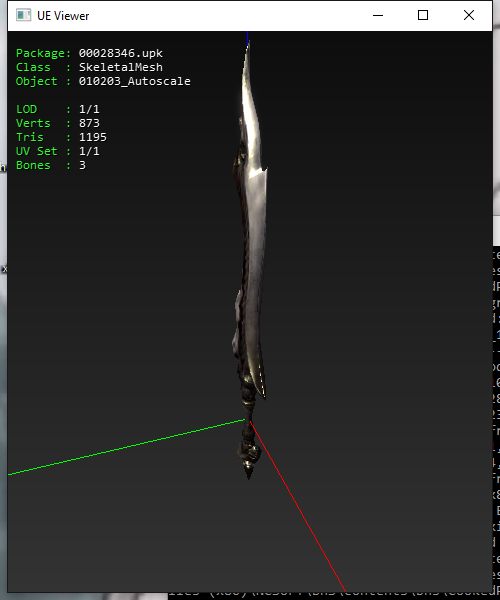 UE Viewer
Package: 00028346.upk
Class : SkeletalMesh
Object : 010203_Autoscale
LOD : 1/1
Verts : 873
Tris : 1195
UV Set : 1/1
Bones : 3